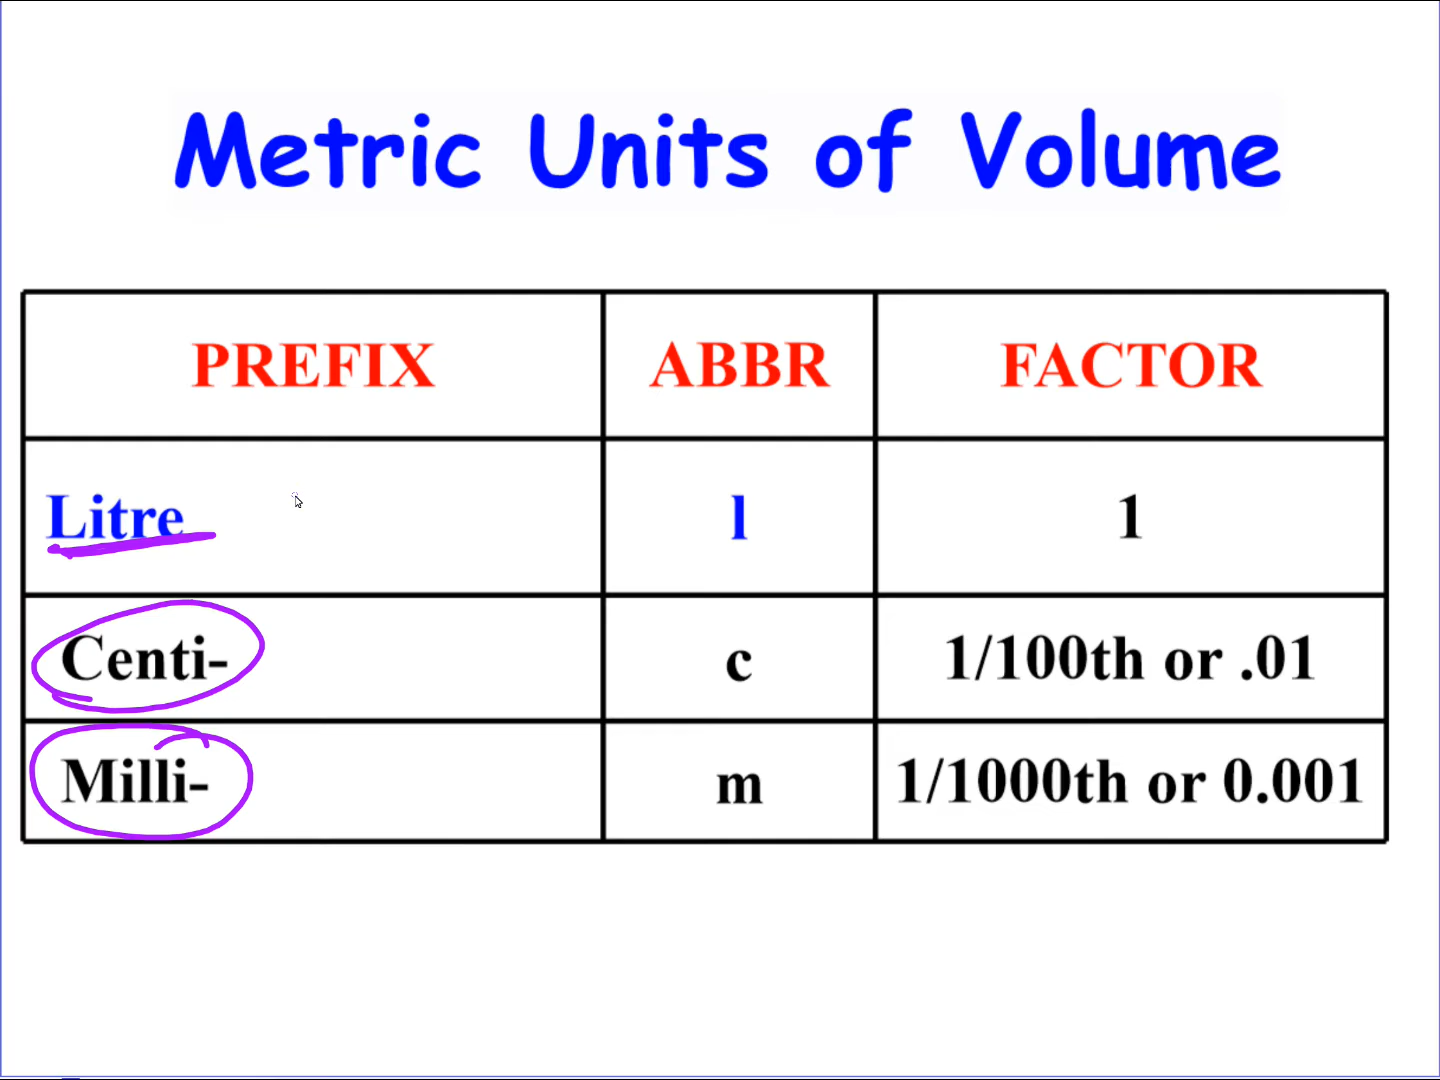 Metric Units of Volume
PREFIX ABBR FACTOR
Litre l 1
Centi- c 1/100th or .01
Milli- m 1/1000th or 0.001